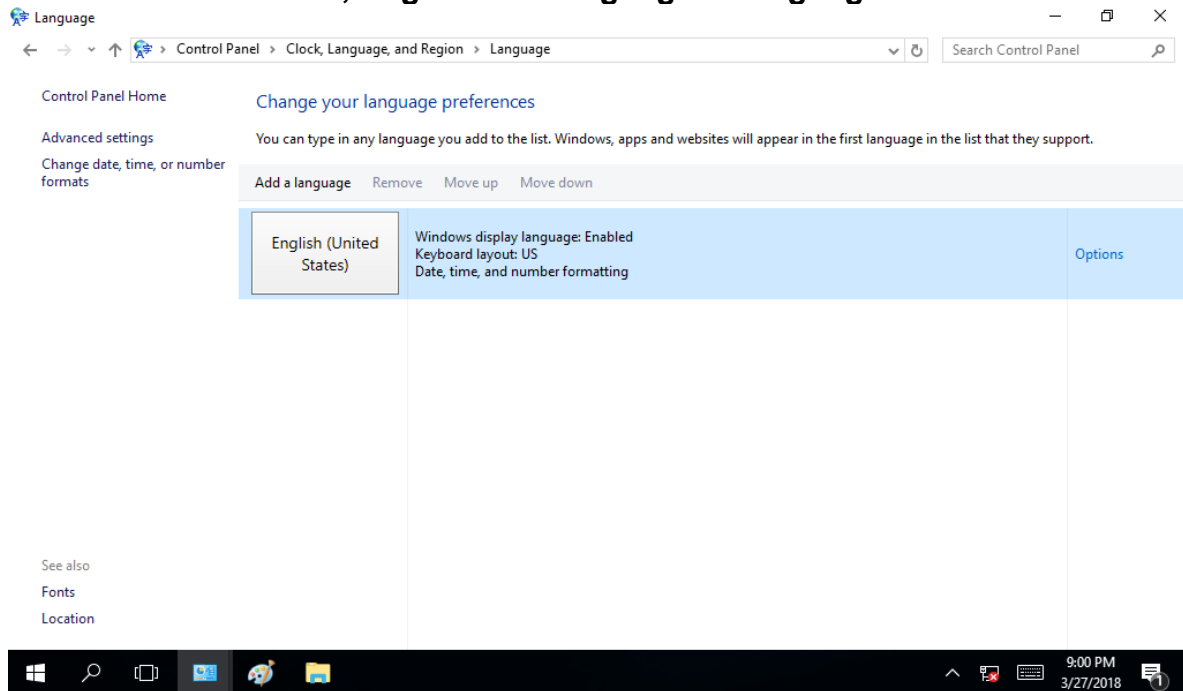 Language
Control Panel > Clock, Language, and Region > Language
Search Control Panel
Control Panel Home
Advanced settings
Change date, time, or number
formats
Change your language preferences
You can type in any language you add to the list. Windows, apps and websites will appear in the first language in the list that they support.
Add a language Remove Move up Move down
English (United
States)
Windows display language: Enabled
Keyboard layout: US
Date, time, and number formatting
Options
See also
Fonts
Location
9:00 PM
3/27/2018
1